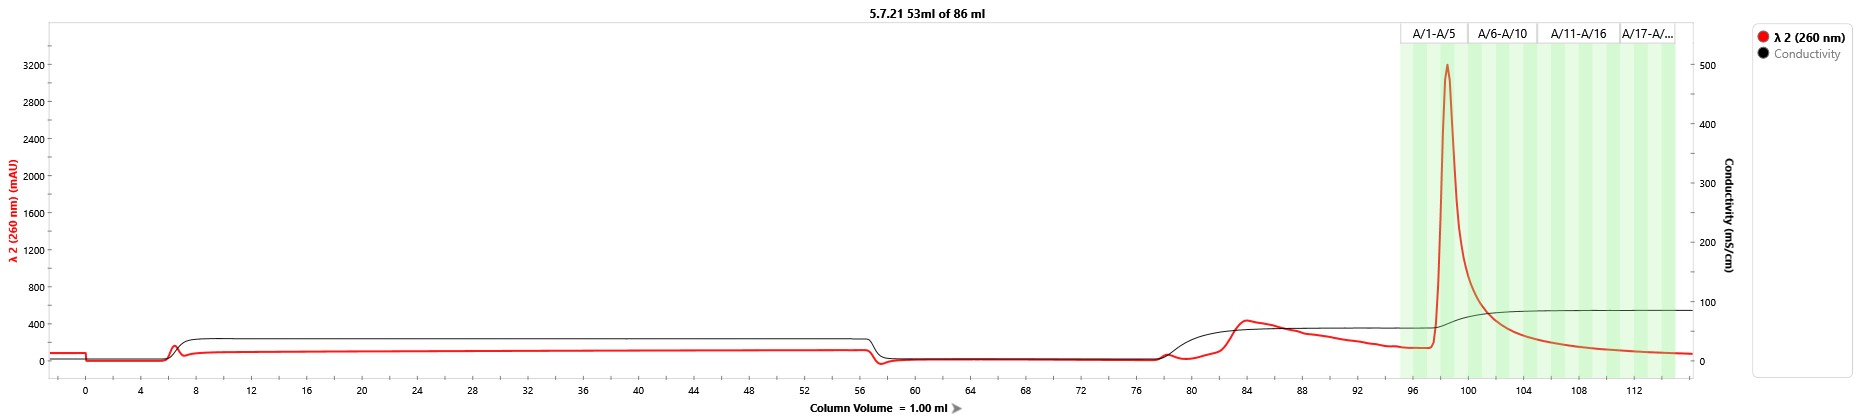 5.7.21 53ml of 86 ml
A/1-A/5 A/6-A/10 A/11-A/16 A/17-A/...
λ 2 (260 nm)
Conductivity
3200
2800
2400
2000
1600
1200
800
400
0
λ 2 (260 nm) (mAU)
500
400
300
200
100
0
Conductivity (mS/cm)
0 4 8 12 16 20 24 28 32 36 40 44 48 52 56 60 64 68 72 76 80 84 88 92 96 100 104 108 112
Column Volume = 1.00 ml